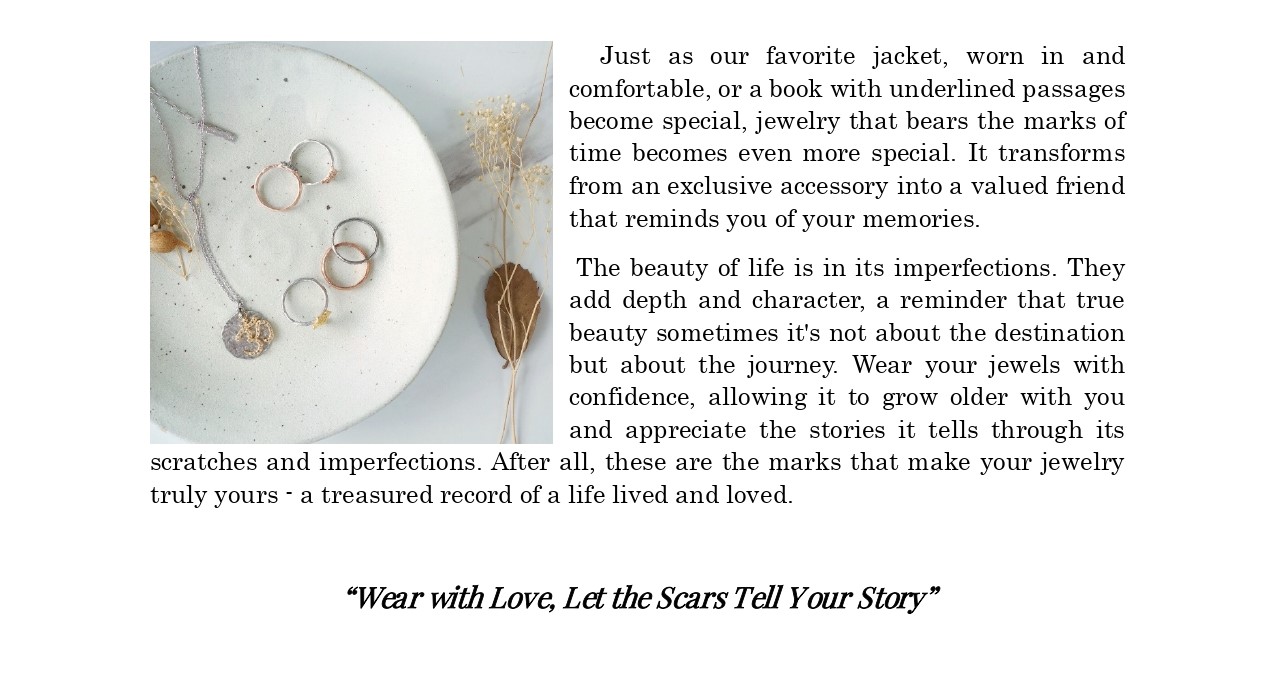 Just as our favorite jacket, worn in and
comfortable, or a book with underlined passages
become special, jewelry that bears the marks of
time becomes even more special. It transforms
from an exclusive accessory into a valued friend
that reminds you of your memories.
The beauty of life is in its imperfections. They
add depth and character, a reminder that true
beauty sometimes it's not about the destination
but about the journey. Wear your jewels with
confidence, allowing it to grow older with you
and appreciate the stories it tells through its
scratches and imperfections. After all, these are the marks that make your jewelry
truly yours - a treasured record of a life lived and loved.
“Wear with Love, Let the Scars Tell Your Story”